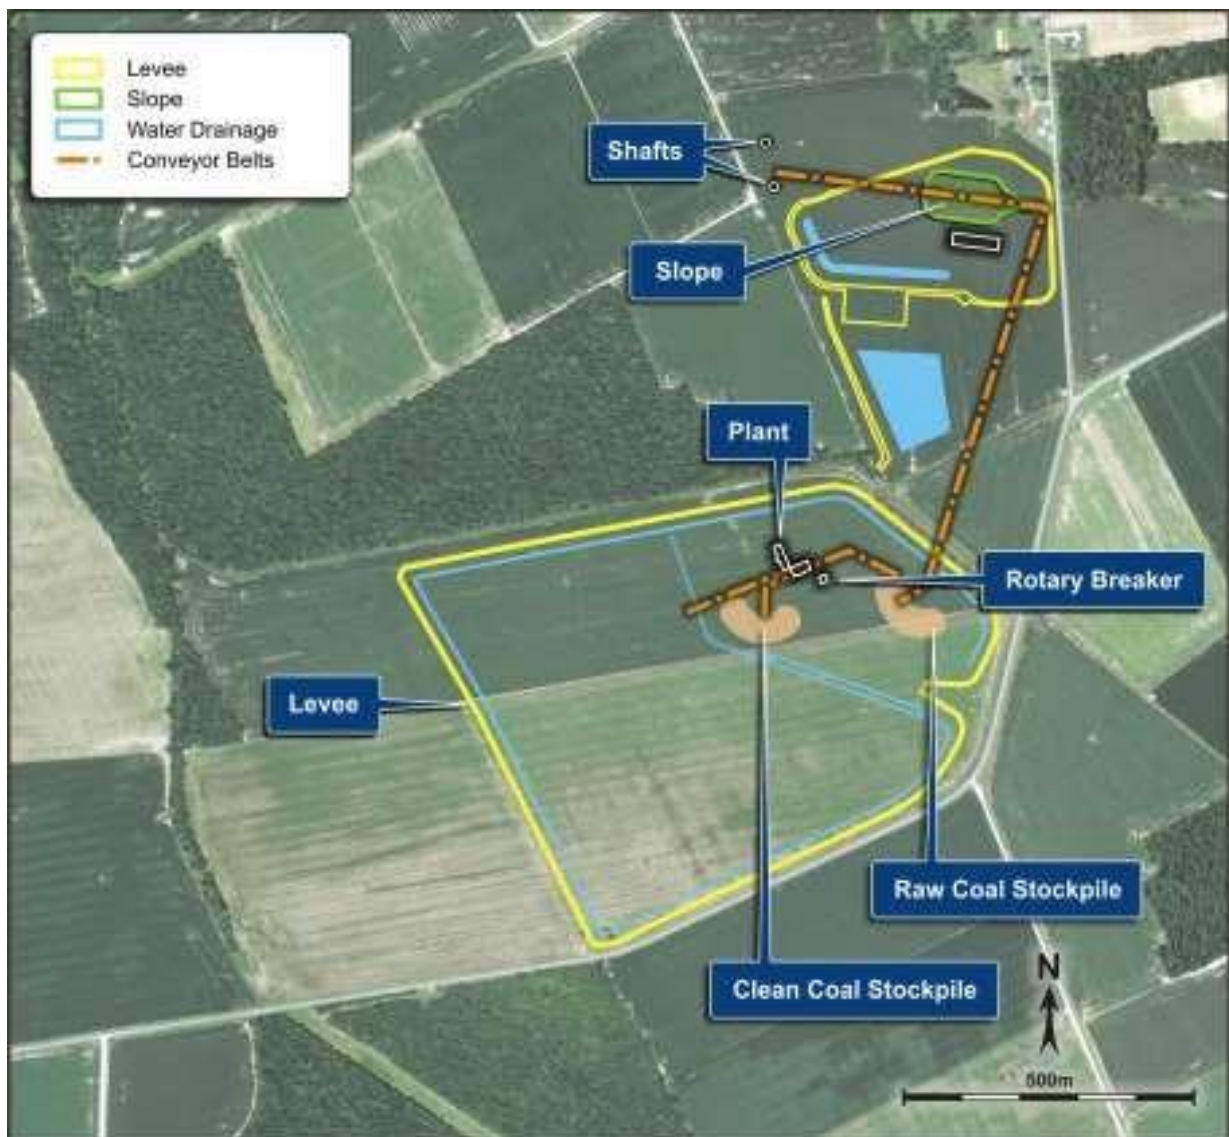 Levee
Slope
Water Drainage
Conveyor Belts
Shafts
Slope
Plant
Rotary Breaker
Levee
Raw Coal Stockpile
Clean Coal Stockpile
N
500m